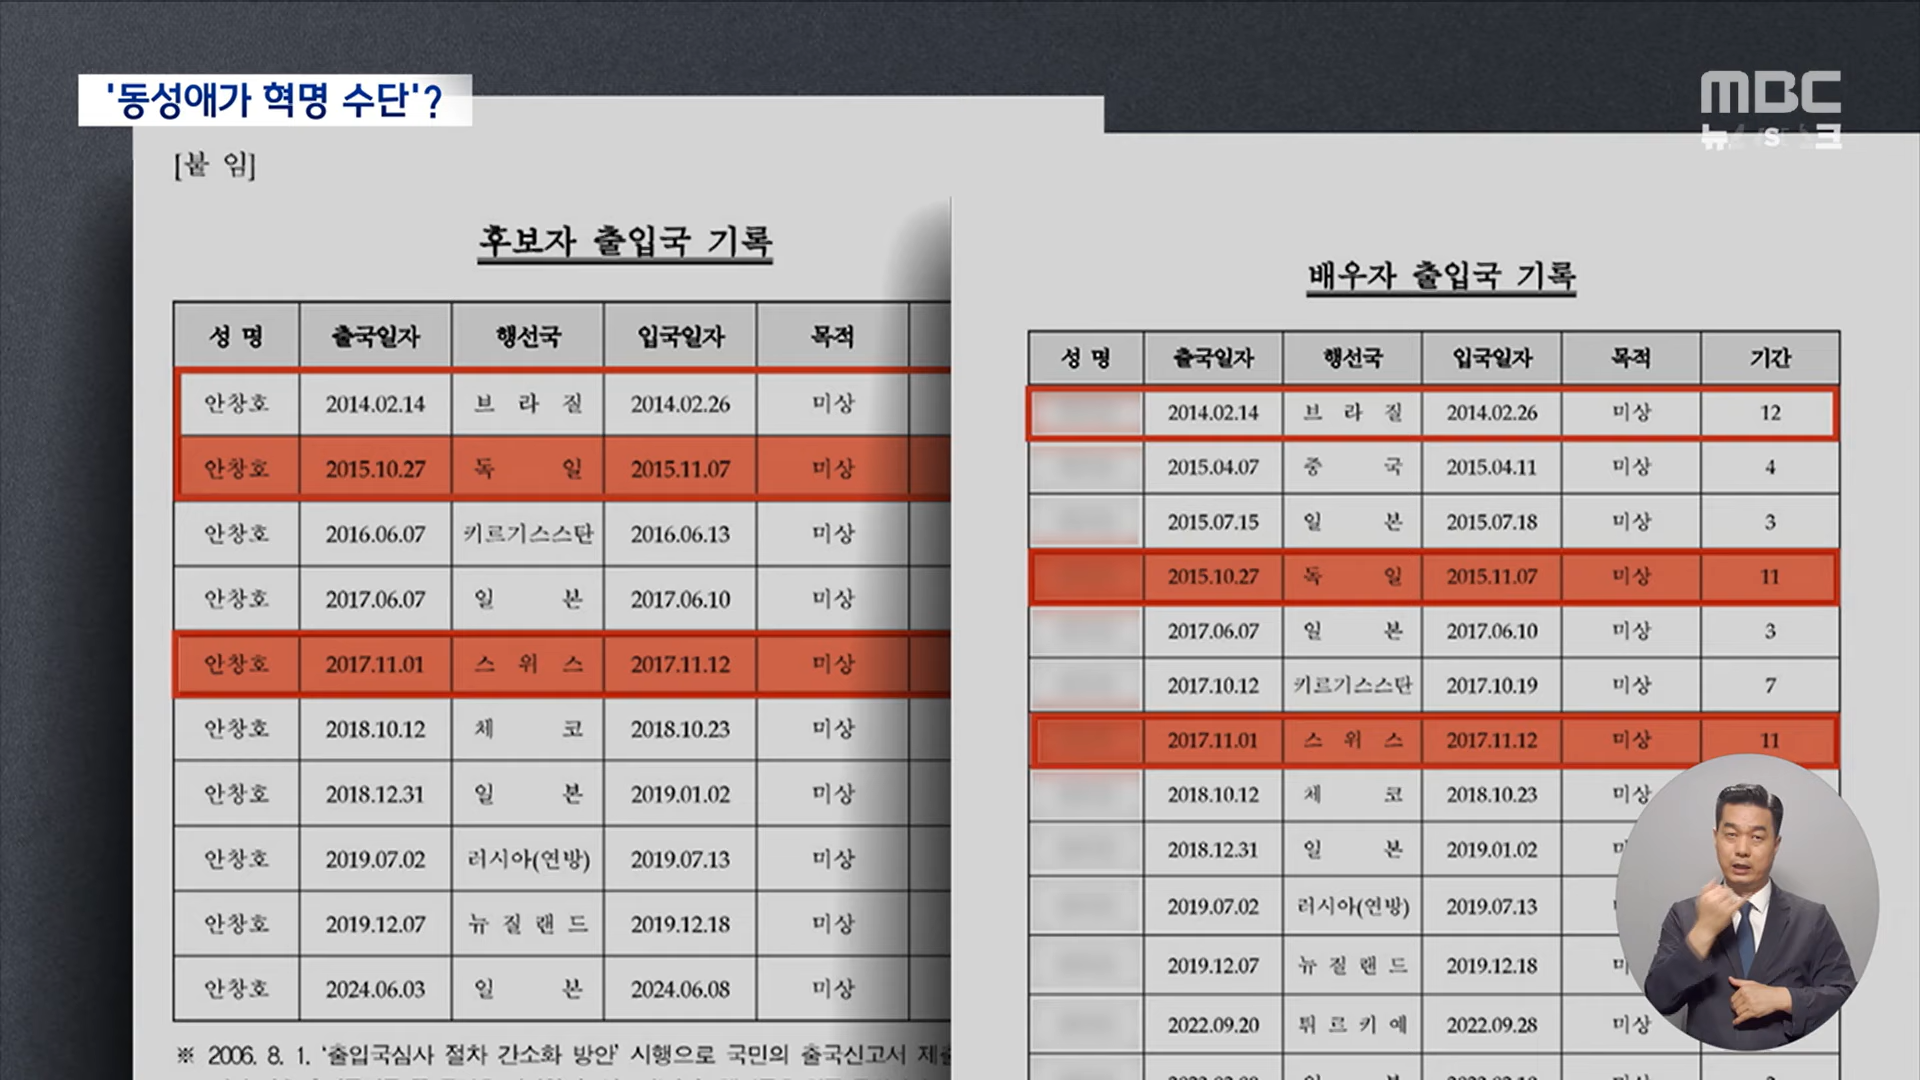 '동성애가 혁명 수단'?
MBC
[붙 임]
후보자 출입국 기록
성 명 출국일자 행선국 입국일자 목적
안창호 2014.02.14 브 라 질 2014.02.26 미상
안창호 2015.10.27 독 일 2015.11.07 미상
안창호 2016.06.07 키르기스스탄 2016.06.13 미상
안창호 2017.06.07 일 본 2017.06.10 미상
안창호 2017.11.01 스 위 스 2017.11.12 미상
안창호 2018.10.12 체 코 2018.10.23 미상
안창호 2018.12.31 일 본 2019.01.02 미상
안창호 2019.07.02 러시아(연방) 2019.07.13 미상
안창호 2019.12.07 뉴 질 랜 드 2019.12.18 미상
안창호 2024.06.03 일 본 2024.06.08 미상
※ 2006. 8. 1. '출입국심사 절차 간소화 방안' 시행으로 국민의 출국신고서
배우자 출입국 기록
성 명 출국일자 행선국 입국일자 목적 기간
2014.02.14 브 라 질 2014.02.26 미상 12
2015.04.07 중 국 2015.04.11 미상 4
2015.07.15 일 본 2015.07.18 미상 3
2015.10.27 독 일 2015.11.07 미상 11
2017.06.07 일 본 2017.06.10 미상 3
2017.10.12 키르기스스탄 2017.10.19 미상 7
2017.11.01 스 위 스 2017.11.12 미상 11
2018.10.12 체 코 2018.10.23 미상
2018.12.31 일 본 2019.01.02
2019.07.02 러시아(연방) 2019.07.13
2019.12.07 뉴 질 랜 드 2019.12.18
2022.09.20 튀 르 키 예 2022.09.28 미상